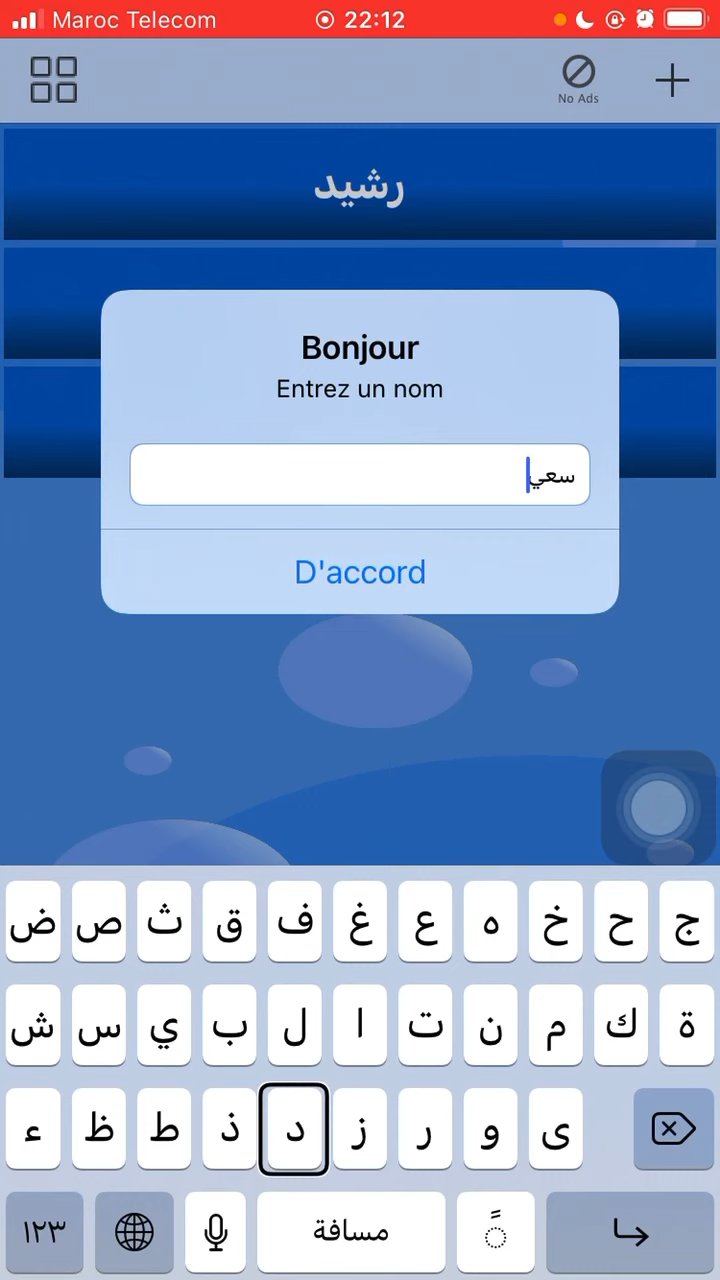 Maroc Telecom 22:12
No Ads
رشيد
Bonjour
Entrez un nom
سعي
D'accord
ض ص ث ق ف غ ع ه خ ح ج
ش س ي ب ل ا ت ن م ك ة
ء ظ ط ذ د ز ر و ى
١٢٣ مسافة